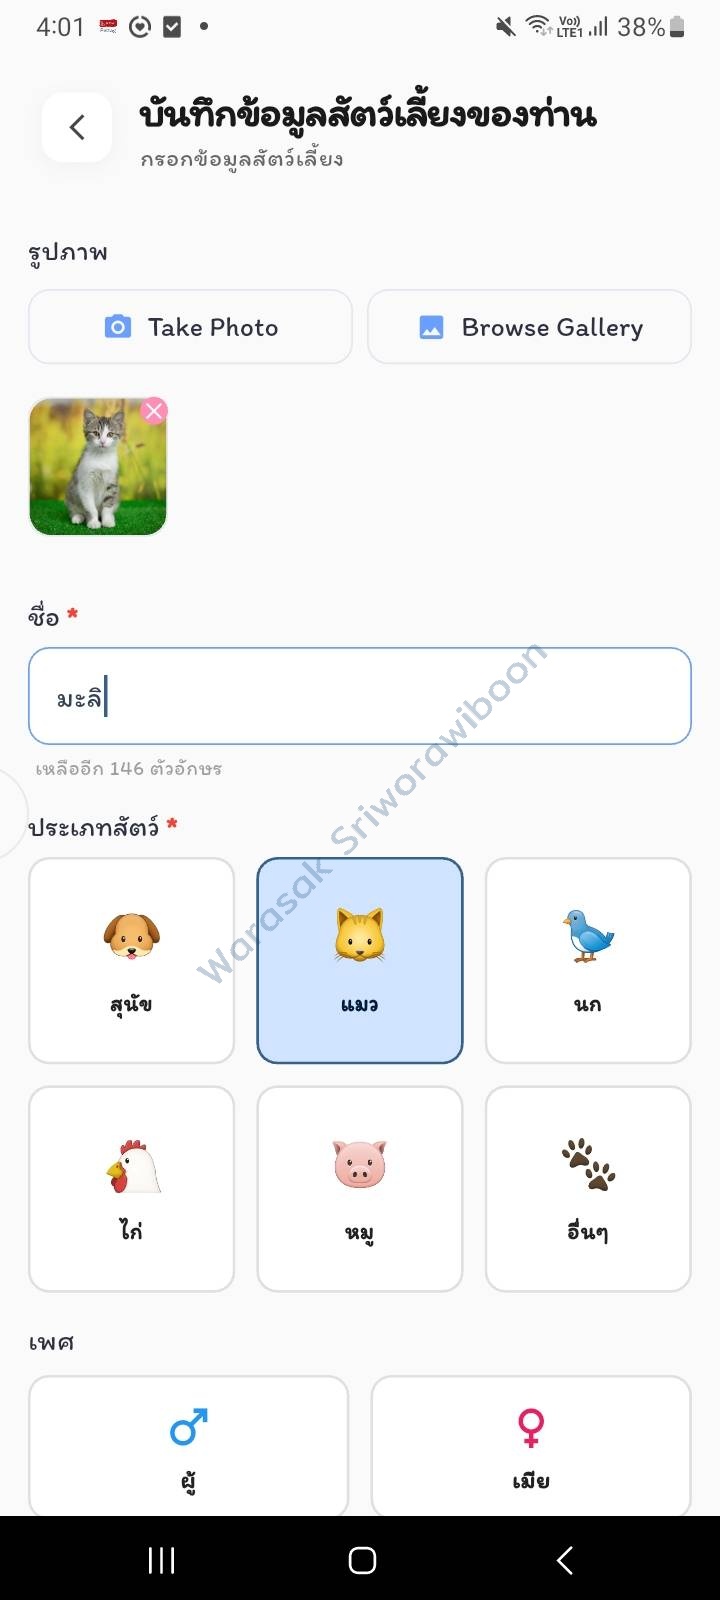 4:01
Vo)) LTE1 38%
บันทึกข้อมูลสัตว์เลี้ยงของท่าน
กรอกข้อมูลสัตว์เลี้ยง
รูปภาพ
Take Photo
Browse Gallery
ชื่อ *
มะลิ
เหลืออีก 146 ตัวอักษร
Warasak Sriworawiboon
ประเภทสัตว์ *
สุนัข
แมว
นก
ไก่
หมู
อื่นๆ
เพศ
ผู้
เมีย